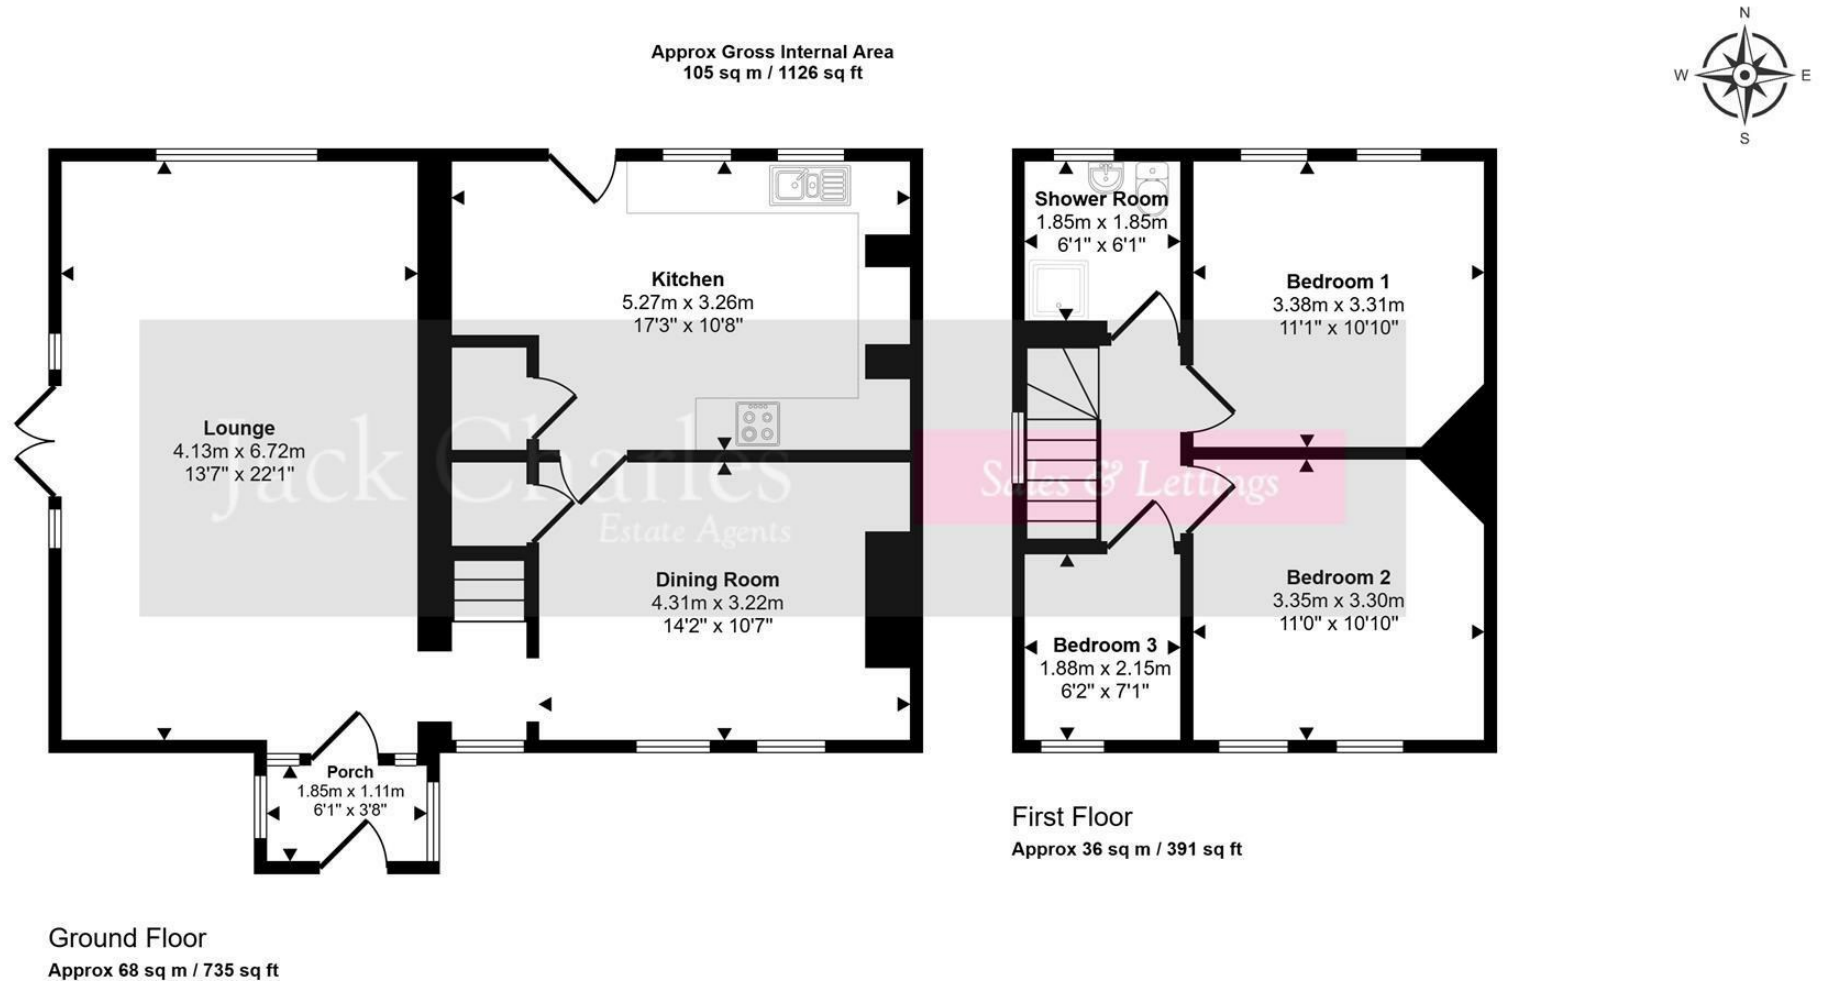 Approx Gross Internal Area
105 sq m / 1126 sq ft
N
W
E
S
Lounge
4.13m x 6.72m
13'7" x 22'1"
Kitchen
5.27m x 3.26m
17'3" x 10'8"
Dining Room
4.31m x 3.22m
14'2" x 10'7"
Porch
1.85m x 1.11m
6'1" x 3'8"
Shower Room
1.85m x 1.85m
6'1" x 6'1"
Bedroom 1
3.38m x 3.31m
11'1" x 10'10"
Bedroom 2
3.35m x 3.30m
11'0" x 10'10"
Bedroom 3
1.88m x 2.15m
6'2" x 7'1"
Jack Charles
Estate Agents
Sales & Lettings
First Floor
Approx 36 sq m / 391 sq ft
Ground Floor
Approx 68 sq m / 735 sq ft